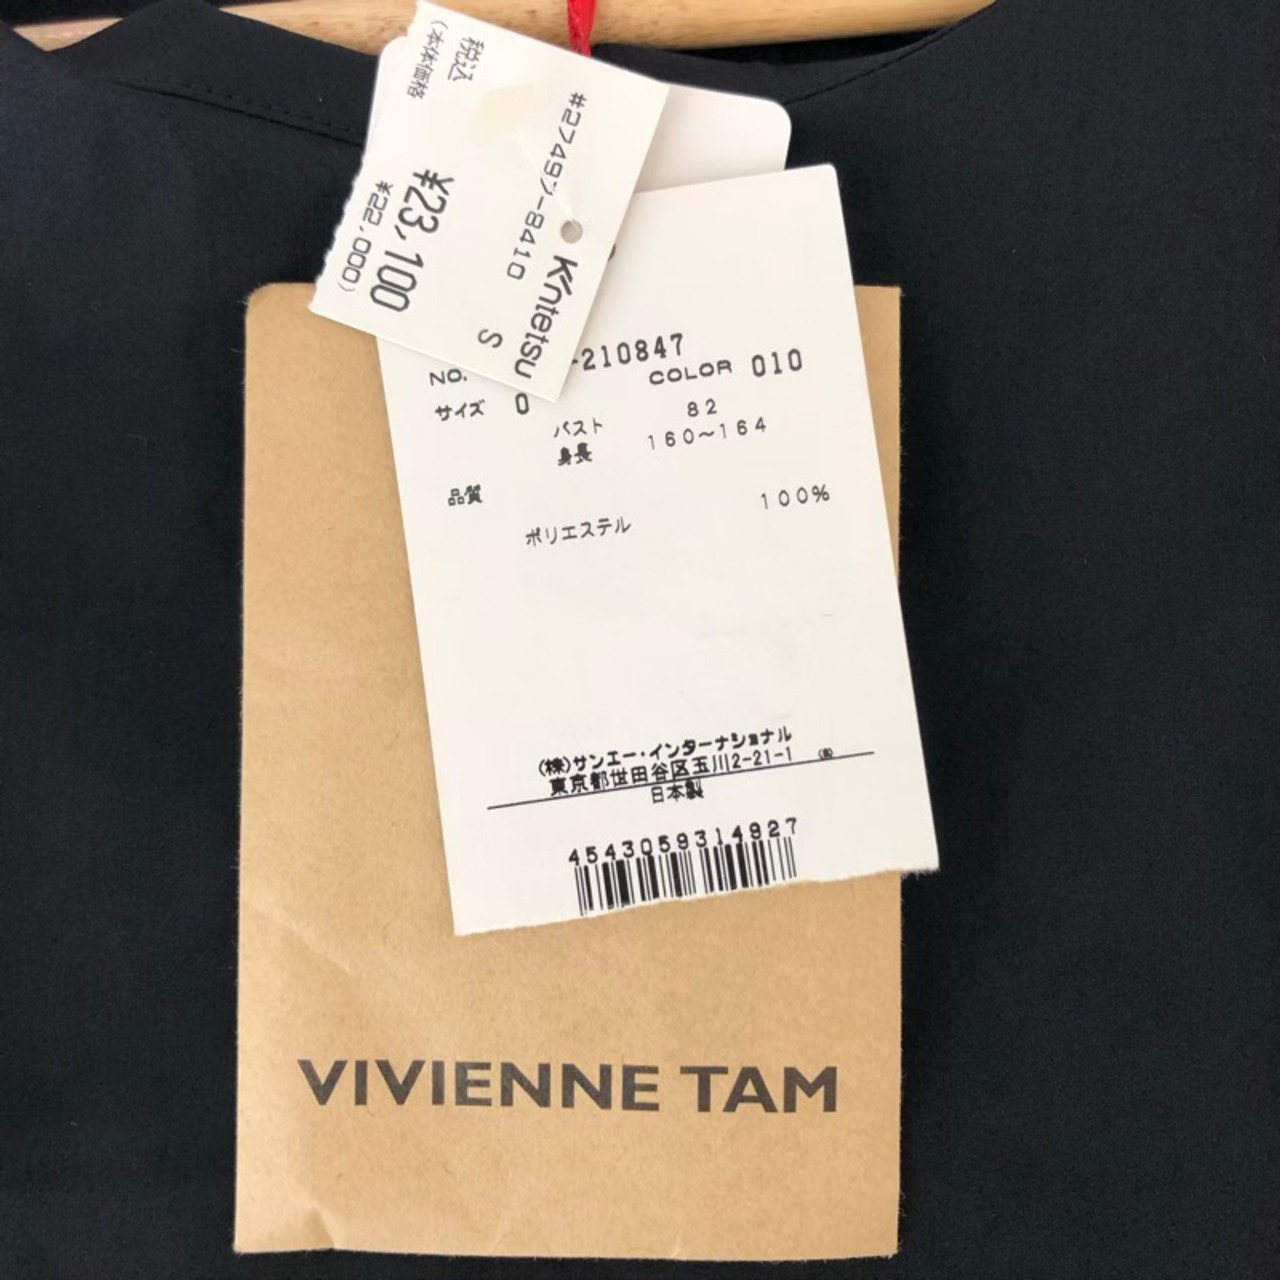 税込
(本体価格
¥23,100
¥22,000)
#27497-8410
S
Kintetsu
NO. -210847
COLOR 010
サイズ 0
バスト 82
身長 160~164
品質
ポリエステル 100%
(株)サンエー・インターナショナル
東京都世田谷区玉川2-21-1
日本製
4543059314927
VIVIENNE TAM